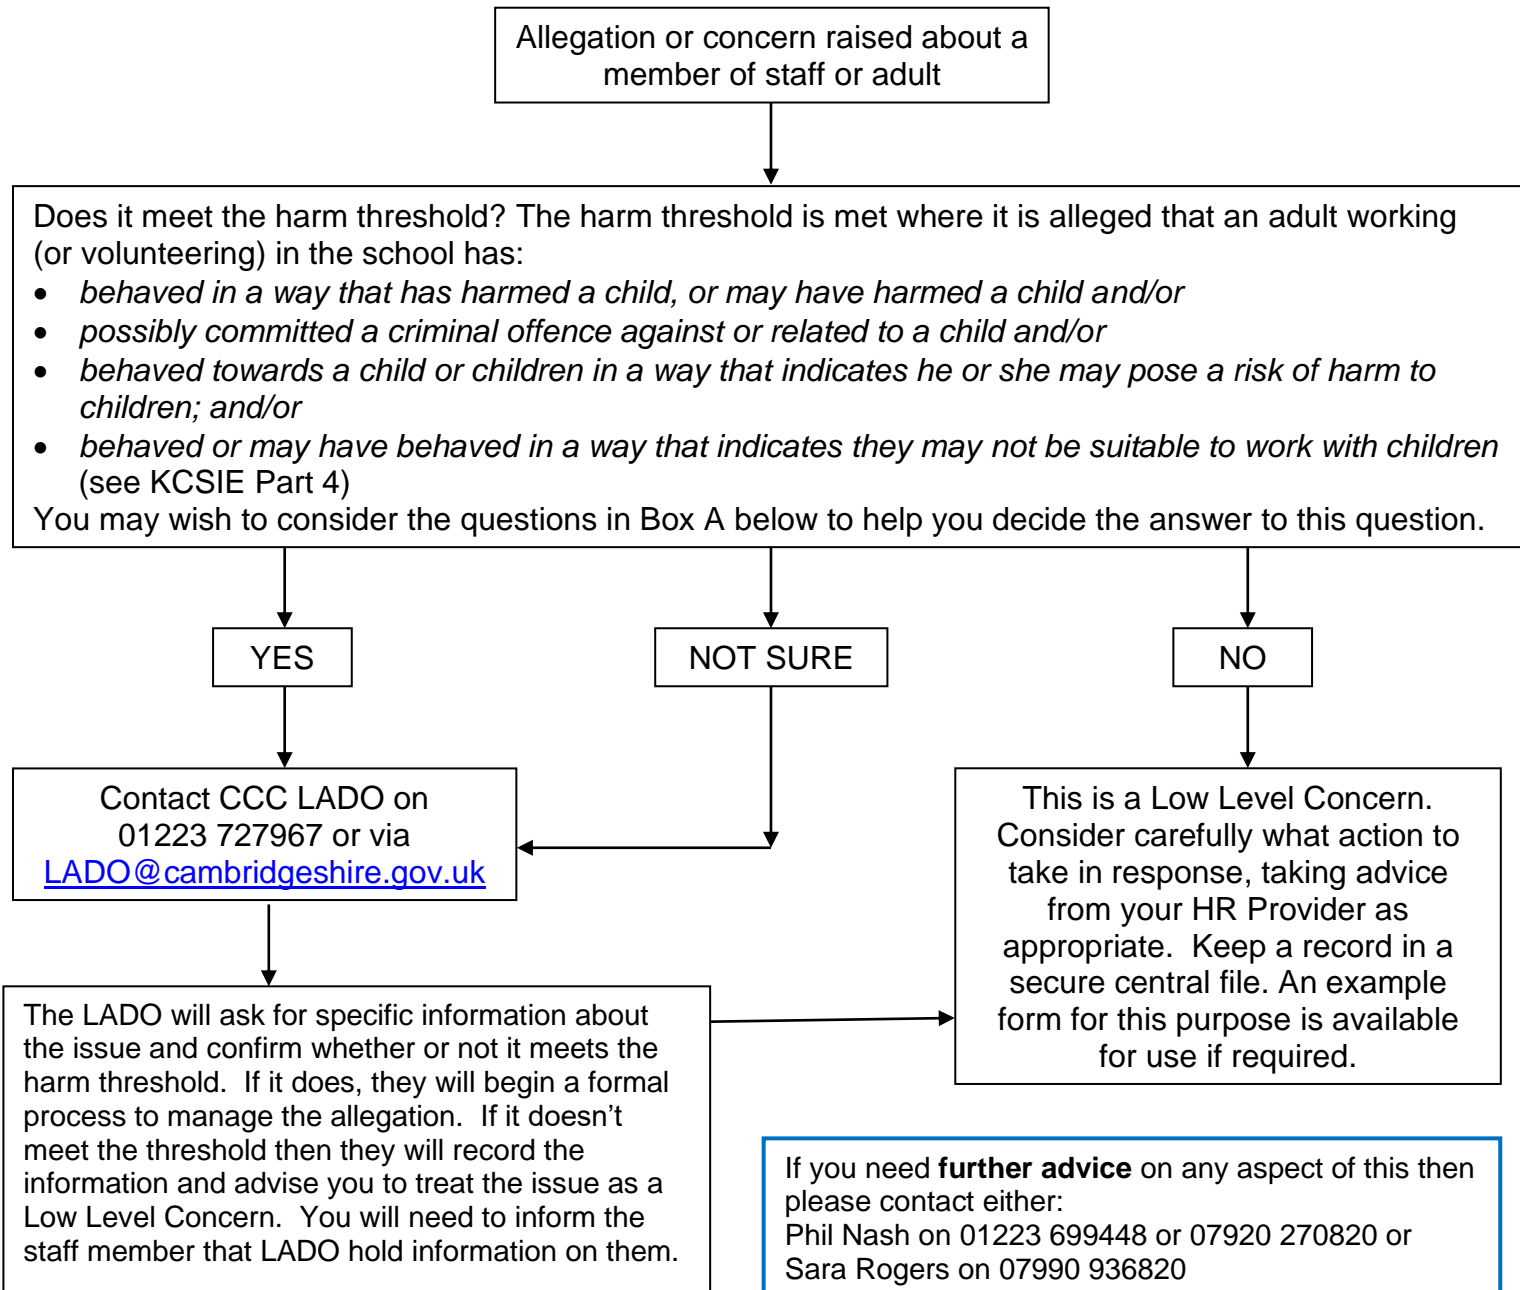 Allegation or concern raised about a
member of staff or adult
Does it meet the harm threshold? The harm threshold is met where it is alleged that an adult working
(or volunteering) in the school has:
• behaved in a way that has harmed a child, or may have harmed a child and/or
• possibly committed a criminal offence against or related to a child and/or
• behaved towards a child or children in a way that indicates he or she may pose a risk of harm to
children; and/or
• behaved or may have behaved in a way that indicates they may not be suitable to work with children
(see KCSIE Part 4)
You may wish to consider the questions in Box A below to help you decide the answer to this question.
YES
NOT SURE
NO
Contact CCC LADO on
01223 727967 or via
LADO@cambridgeshire.gov.uk
This is a Low Level Concern.
Consider carefully what action to
take in response, taking advice
from your HR Provider as
appropriate.  Keep a record in a
secure central file. An example
form for this purpose is available
for use if required.
The LADO will ask for specific information about
the issue and confirm whether or not it meets the
harm threshold.  If it does, they will begin a formal
process to manage the allegation.  If it doesn’t
meet the threshold then they will record the
information and advise you to treat the issue as a
Low Level Concern.  You will need to inform the
staff member that LADO hold information on them.
If you need further advice on any aspect of this then
please contact either:
Phil Nash on 01223 699448 or 07920 270820 or
Sara Rogers on 07990 936820